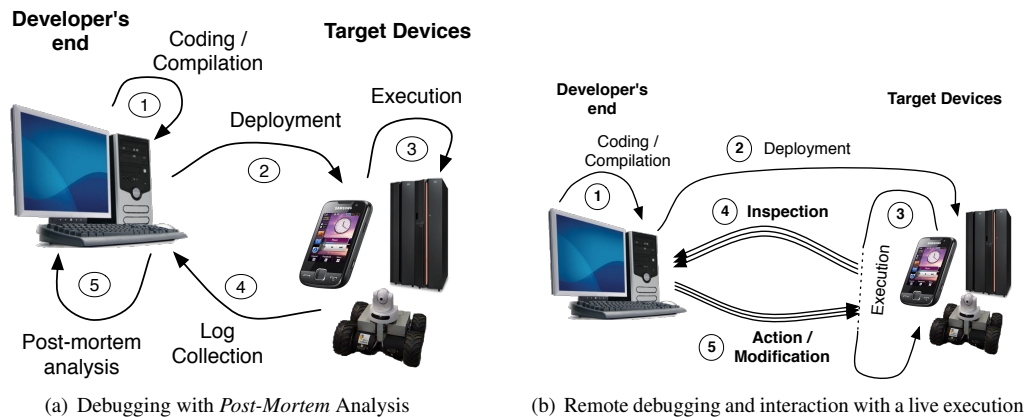 Developer's
end
Target Devices
Coding /
Compilation
1
Execution
3
Deployment
2
5
4
Post-mortem
analysis
Log
Collection
(a) Debugging with Post-Mortem Analysis
Developer's
end
Target Devices
Coding /
Compilation
1
2 Deployment
4 Inspection
3
Execution
5 Action /
Modification
(b) Remote debugging and interaction with a live execution